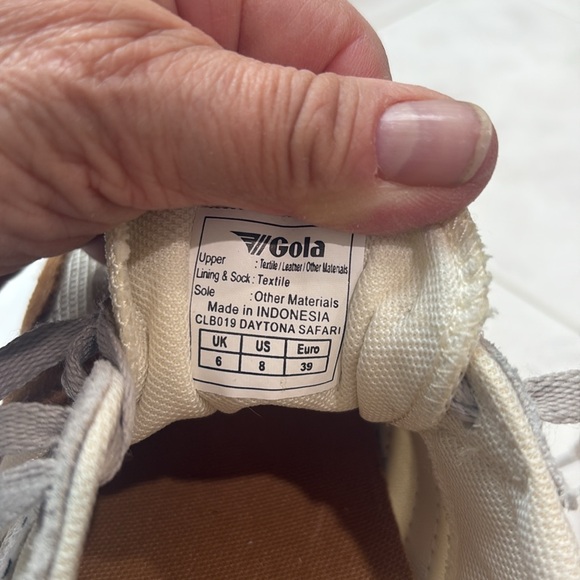 Gola
Upper : Textile / Leather / Other Materials
Lining & Sock : Textile
Sole : Other Materials
Made in INDONESIA
CLB019 DAYTONA SAFARI
UK US Euro
6 8 39